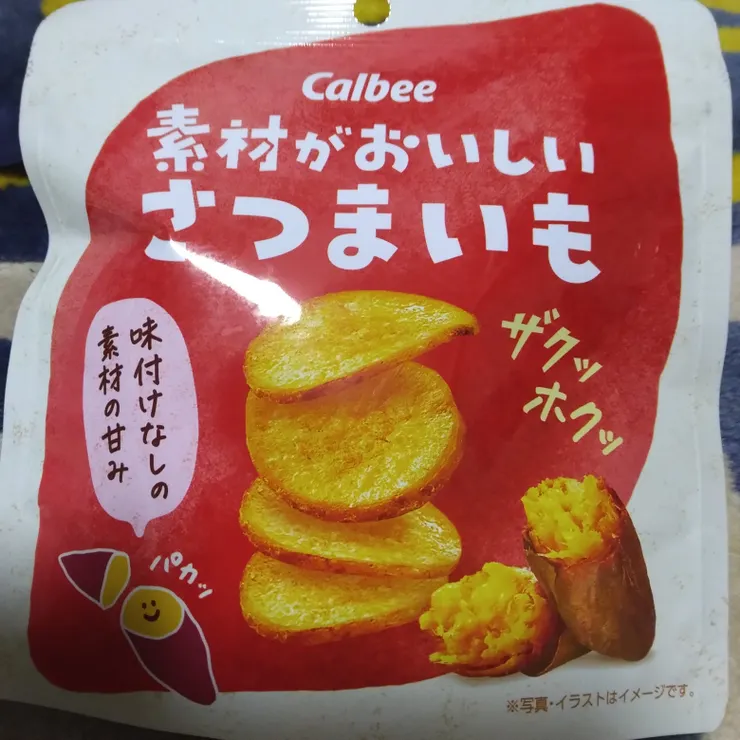 Calbee
素材がおいしい
さつまいも
ザクッ
ホクッ
味付けなしの
素材の甘み
パカッ
※写真・イラストはイメージです。